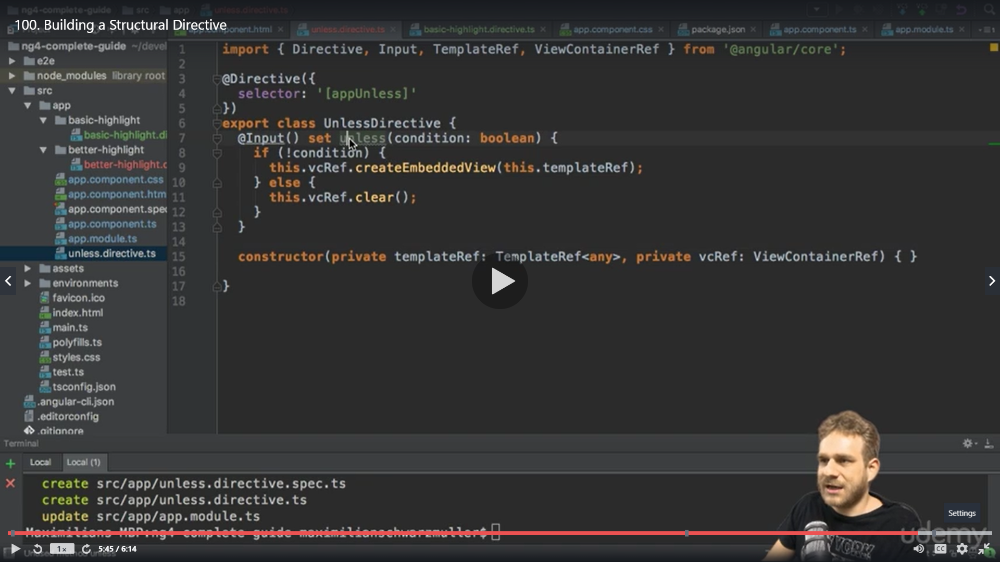 ng4-complete-guide src app unless.directive.ts
100. Building a Structural Directive
app.component.html unless.directive.ts basic-highlight.directive.ts app.component.css package.json app.component.ts app.module.ts
ng4-complete-guide ~/devel
e2e
node_modules library root
src
app
basic-highlight
basic-highlight.di
better-highlight
better-highlight.c
app.component.css
app.component.htm
app.component.spec
app.component.ts
app.module.ts
unless.directive.ts
assets
environments
favicon.ico
index.html
main.ts
polyfills.ts
styles.css
test.ts
tsconfig.json
.angular-cli.json
.editorconfig
.gitignore
1 import { Directive, Input, TemplateRef, ViewContainerRef } from '@angular/core';
2
3 @Directive({
4 selector: '[appUnless]'
5 })
6 export class UnlessDirective {
7 @Input() set unless(condition: boolean) {
8 if (!condition) {
9 this.vcRef.createEmbeddedView(this.templateRef);
10 } else {
11 this.vcRef.clear();
12 }
13 }
14
15 constructor(private templateRef: TemplateRef<any>, private vcRef: ViewContainerRef) { }
16
17 }
18
Terminal
Local Local (1)
create src/app/unless.directive.spec.ts
create src/app/unless.directive.ts
update src/app/app.module.ts
Maximilians-MBP:ng4-complete-guide maximilianschwarzmuller$
Settings
udemy
1× 5:45 / 6:14
CC
Unused method unless
YORK